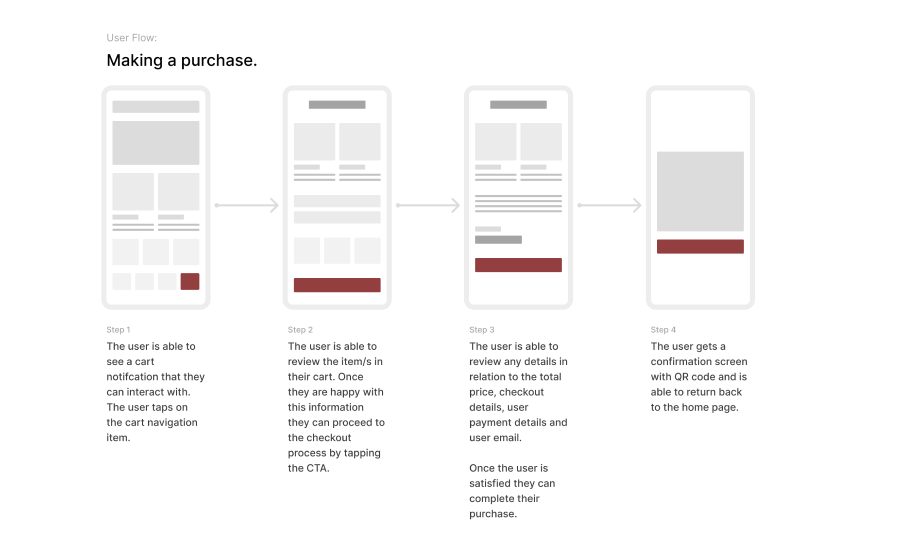 User Flow:
Making a purchase.
Step 1
The user is able to
see a cart
notifcation that they
can interact with.
The user taps on
the cart navigation
item.
Step 2
The user is able to
review the item/s in
their cart. Once
they are happy with
this information
they can proceed to
the checkout
process by tapping
the CTA.
Step 3
The user is able to
review any details in
relation to the total
price, checkout
details, user
payment details and
user email.
Once the user is
satisfied they can
complete their
purchase.
Step 4
The user gets a
confirmation screen
with QR code and is
able to return back
to the home page.